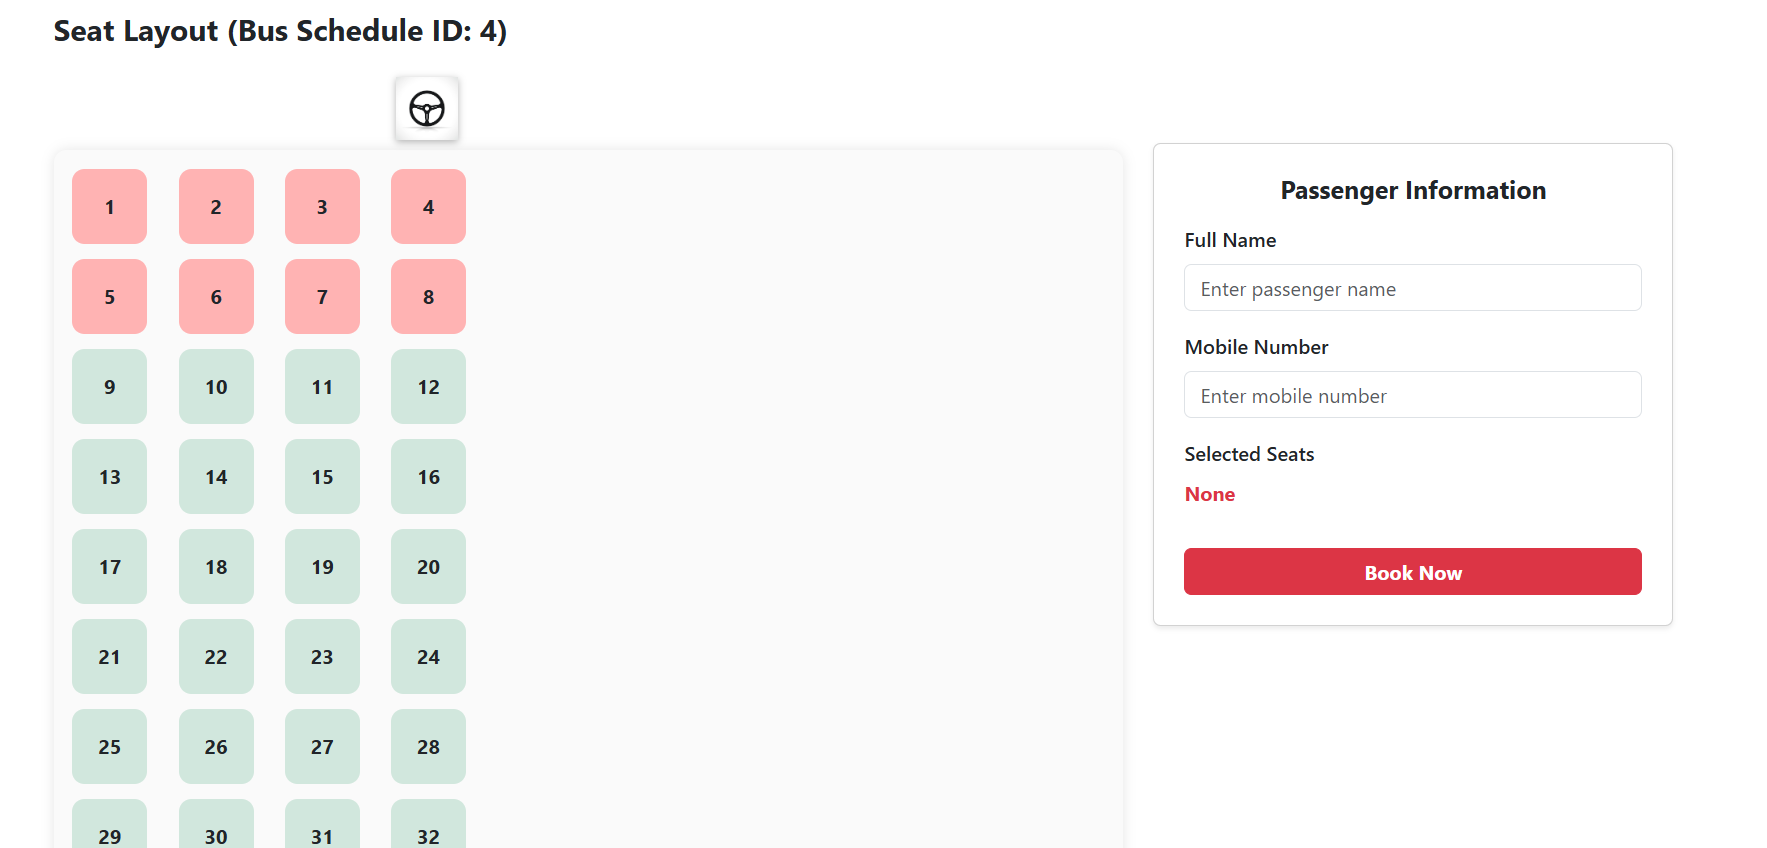 Seat Layout (Bus Schedule ID: 4)
1 2 3 4
5 6 7 8
9 10 11 12
13 14 15 16
17 18 19 20
21 22 23 24
25 26 27 28
29 30 31 32
Passenger Information
Full Name
Enter passenger name
Mobile Number
Enter mobile number
Selected Seats
None
Book Now